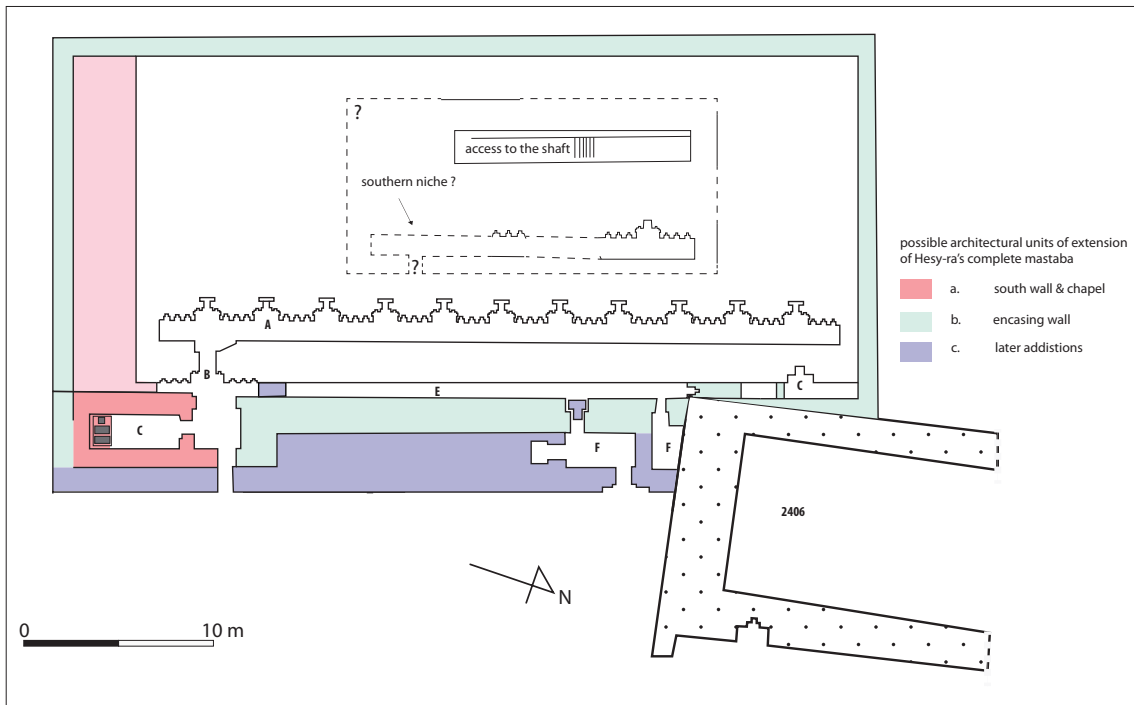 ?
access to the shaft
southern niche ?
?
A
B
E
C
C
F
F
possible architectural units of extension
of Hesy-ra's complete mastaba
a. south wall & chapel
b. encasing wall
c. later addistions
2406
N
0 10 m